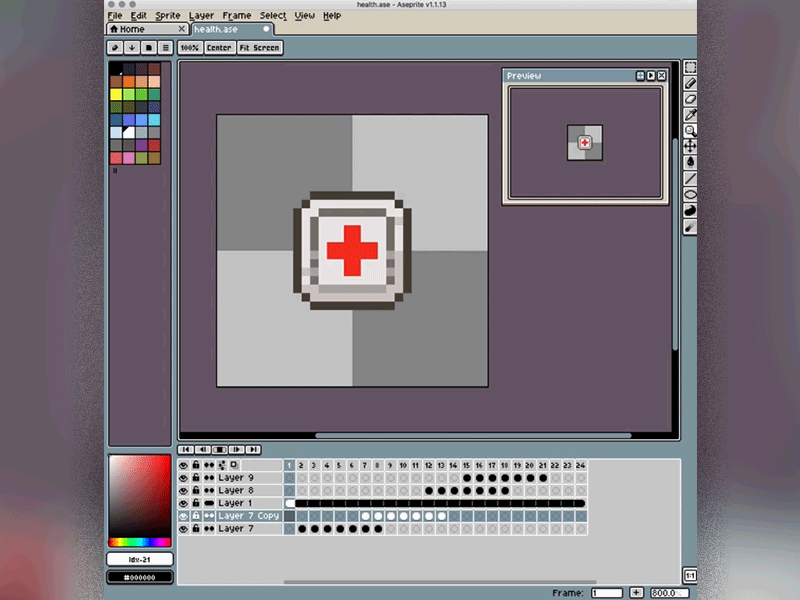 health.ase - Aseprite v1.1.13
File Edit Sprite Layer Frame Select View Help
Home health.ase
100% Center Fit Screen
Preview
1 2 3 4 5 6 7 8 9 10 11 12 13 14 15 16 17 18 19 20 21 22 23 24
Layer 9
Layer 8
Layer 1
Layer 7 Copy
Layer 7
Idx-21
#000000
1:1
Frame: 1 + 800.0